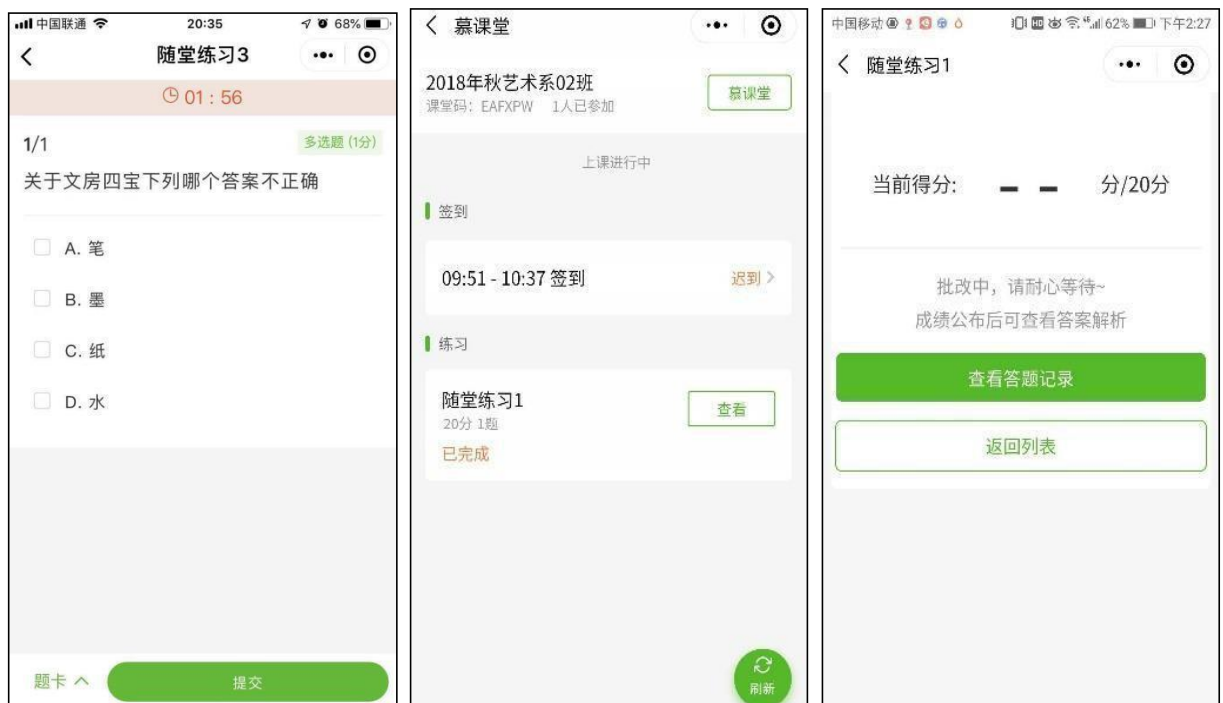 中国联通 20:35 68%
随堂练习3
01 : 56
1/1 多选题 (1分)
关于文房四宝下列哪个答案不正确
A. 笔
B. 墨
C. 纸
D. 水
题卡 提交
慕课堂
2018年秋艺术系02班
课堂码: EAFXPW 1人已参加
慕课堂
上课进行中
签到
09:51 - 10:37 签到 迟到
练习
随堂练习1
20分 1题
已完成
查看
刷新
中国移动 HD 46 62% 下午2:27
随堂练习1
当前得分: – – 分/20分
批改中，请耐心等待~
成绩公布后可查看答案解析
查看答题记录
返回列表